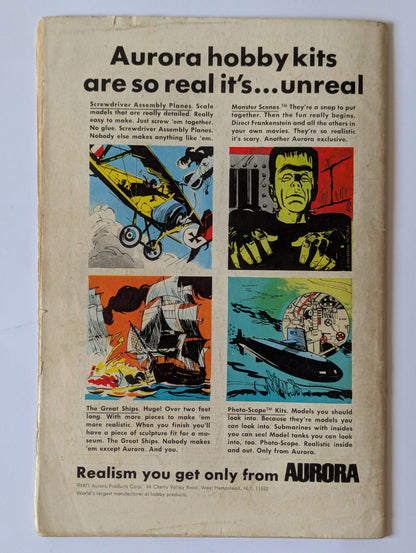 Aurora hobby kits
are so real it's...unreal
Screwdriver Assembly Planes. Scale
models that are really detailed. Really
easy to make. Just screw 'em together.
No glue. Screwdriver Assembly Planes.
Nobody else makes anything like 'em.
Monster Scenes.™ They're a snap to put
together. Then the fun really begins.
Direct Frankenstein and all the others in
your own movies. They're so realistic
it's scary. Another Aurora exclusive.
The Great Ships. Huge! Over two feet
long. With more pieces to make 'em
more realistic. When you finish you'll
have a piece of sculpture fit for a mu-
seum. The Great Ships. Nobody makes
'em except Aurora. And you.
Photo-Scope™ Kits. Models you should
look into. Because they're models you
can look into. Submarines with insides
you can see! Model tanks you can look
into, too. Photo-Scope. Realistic inside
and out. Only from Aurora.
Realism you get only from AURORA
©1971 Aurora Products Corp., 44 Cherry Valley Road, West Hempstead, N.Y. 11552
World's largest manufacturer of hobby products.